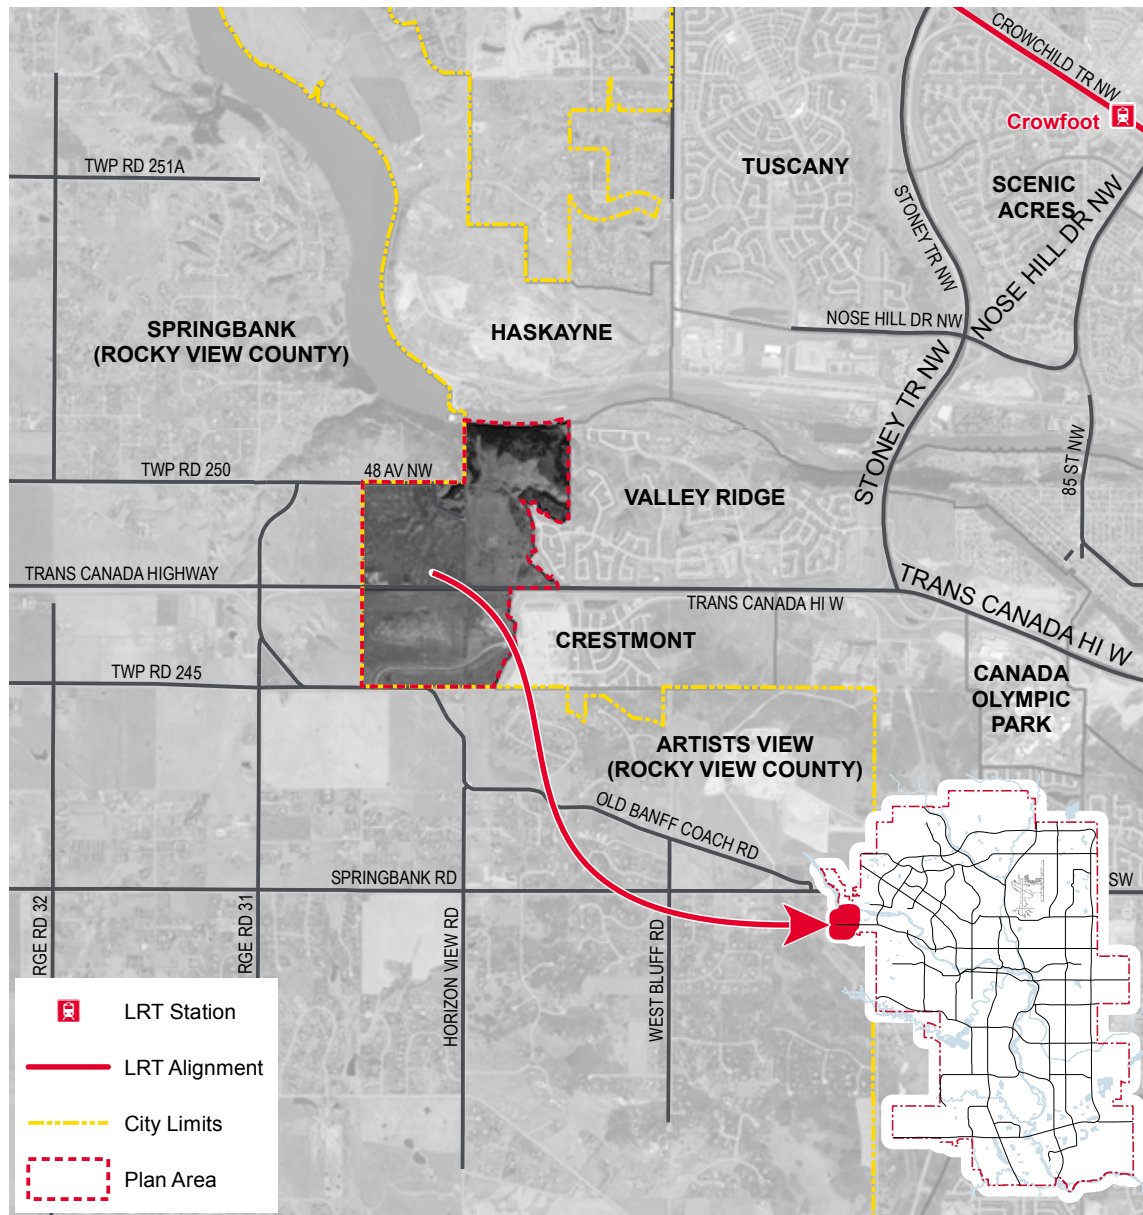 CROWCHILD TR NW
Crowfoot
TWP RD 251A
TUSCANY
SCENIC
ACRES
STONEY TR NW
NOSE HILL DR NW
SPRINGBANK
(ROCKY VIEW COUNTY)
HASKAYNE
NOSE HILL DR NW
STONEY TR NW
85 ST NW
TWP RD 250
48 AV NW
VALLEY RIDGE
TRANS CANADA HIGHWAY
TRANS CANADA HI W
TRANS CANADA HI W
CRESTMONT
TWP RD 245
CANADA
OLYMPIC
PARK
ARTISTS VIEW
(ROCKY VIEW COUNTY)
OLD BANFF COACH RD
SPRINGBANK RD
SW
RGE RD 32
RGE RD 31
HORIZON VIEW RD
WEST BLUFF RD
LRT Station
LRT Alignment
City Limits
Plan Area